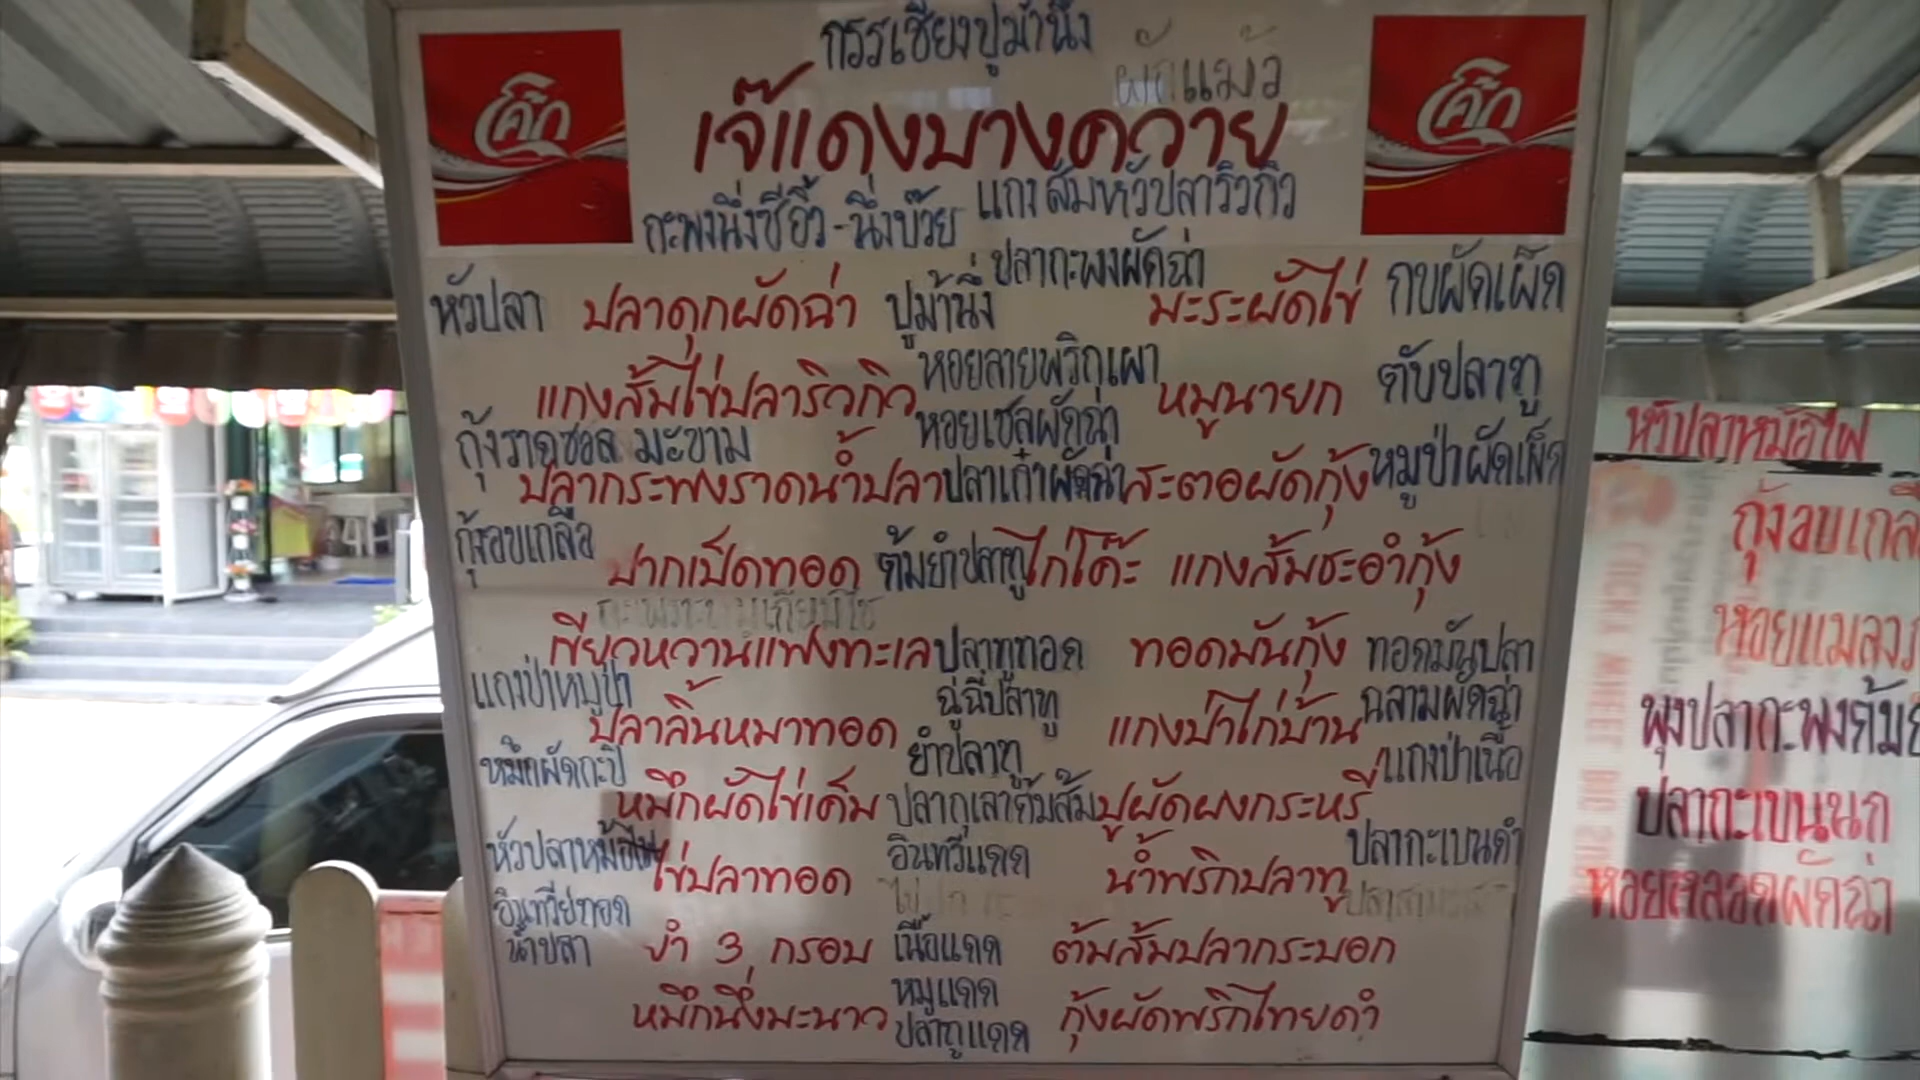 กรรเชียงปูม้านึ่ง
ผัดแมงิว
โค้ก
โค้ก
เจ๊แดงบางควาย
กะพงนึ่งซีอิ้ว - นึ่งบ๊วย แกงส้มหัวปลาริวกิว
ปลากะพงผัดฉ่า
หัวปลา ปลาดุกผัดฉ่า ปูม้านึ่ง มะระผัดไข่ กบผัดเผ็ด
หอยลายพริกเผา
แกงส้มไข่ปลาริวกิว หมูนายก ตับปลาทู
กุ้งราดซอส มะขาม หอยเชลผัดฉ่า
ปลากระพงราดน้ำปลา ปลาเก๋าผัดฉ่า สะตอผัดกุ้ง หมูป่าผัดเผ็ด
กุ้งอบเกลือ
ปากเป็ดทอด ต้มยำปลาทู ไก่โค๊ะ แกงส้มชะอำกุ้ง
เขียวหวานแฟงทะเล ปลาทูทอด ทอดมันกุ้ง ทอดมันปลา
แกงป่าหมูป่า ฉู่ฉี่ปลาทู ฉลามผัดฉ่า
ปลาลิ้นหมาทอด แกงป่าไก่บ้าน
หมึกผัดกะปิ ยำปลาทู แกงป่าเนื้อ
หมึกผัดไข่เค็ม ปลากุเลาต้มส้ม ปูผัดผงกระหรี่
หัวปลาหม้อไฟ อินทรีแดด ปลากะเบนดำ
ไข่ปลาทอด น้ำพริกปลาทู
อินทรีย์ทอด
น้ำปลา ยำ 3 กรอบ เนื้อแดด ต้มส้มปลากระบอก
หมูแดด
หมึกนึ่งมะนาว ปลาทูแดด กุ้งผัดพริกไทยดำ
หัวปลาหม้อไฟ
กุ้งอบเกลื
หอยแมลง
พุงปลากะพงต้มย
ปลากะเบนนก
หอยหลอดผัดฉ่า